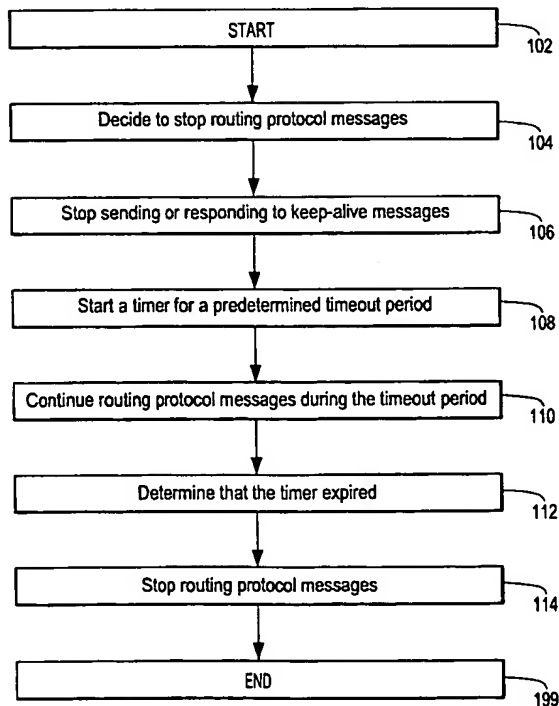 START
102
Decide to stop routing protocol messages
104
Stop sending or responding to keep-alive messages
106
Start a timer for a predetermined timeout period
108
Continue routing protocol messages during the timeout period
110
Determine that the timer expired
112
Stop routing protocol messages
114
END
199